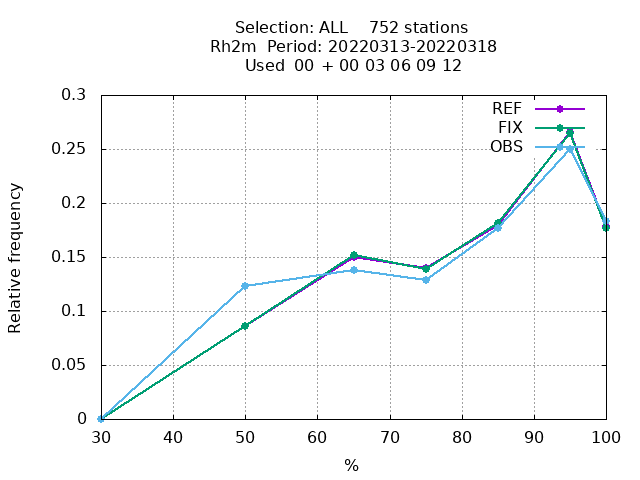 Selection: ALL    752 stations
Rh2m  Period: 20220313-20220318
Used  00 + 00 03 06 09 12
REF
FIX
OBS
0.3
0.25
0.2
0.15
0.1
0.05
0
Relative frequency
30 40 50 60 70 80 90 100
%